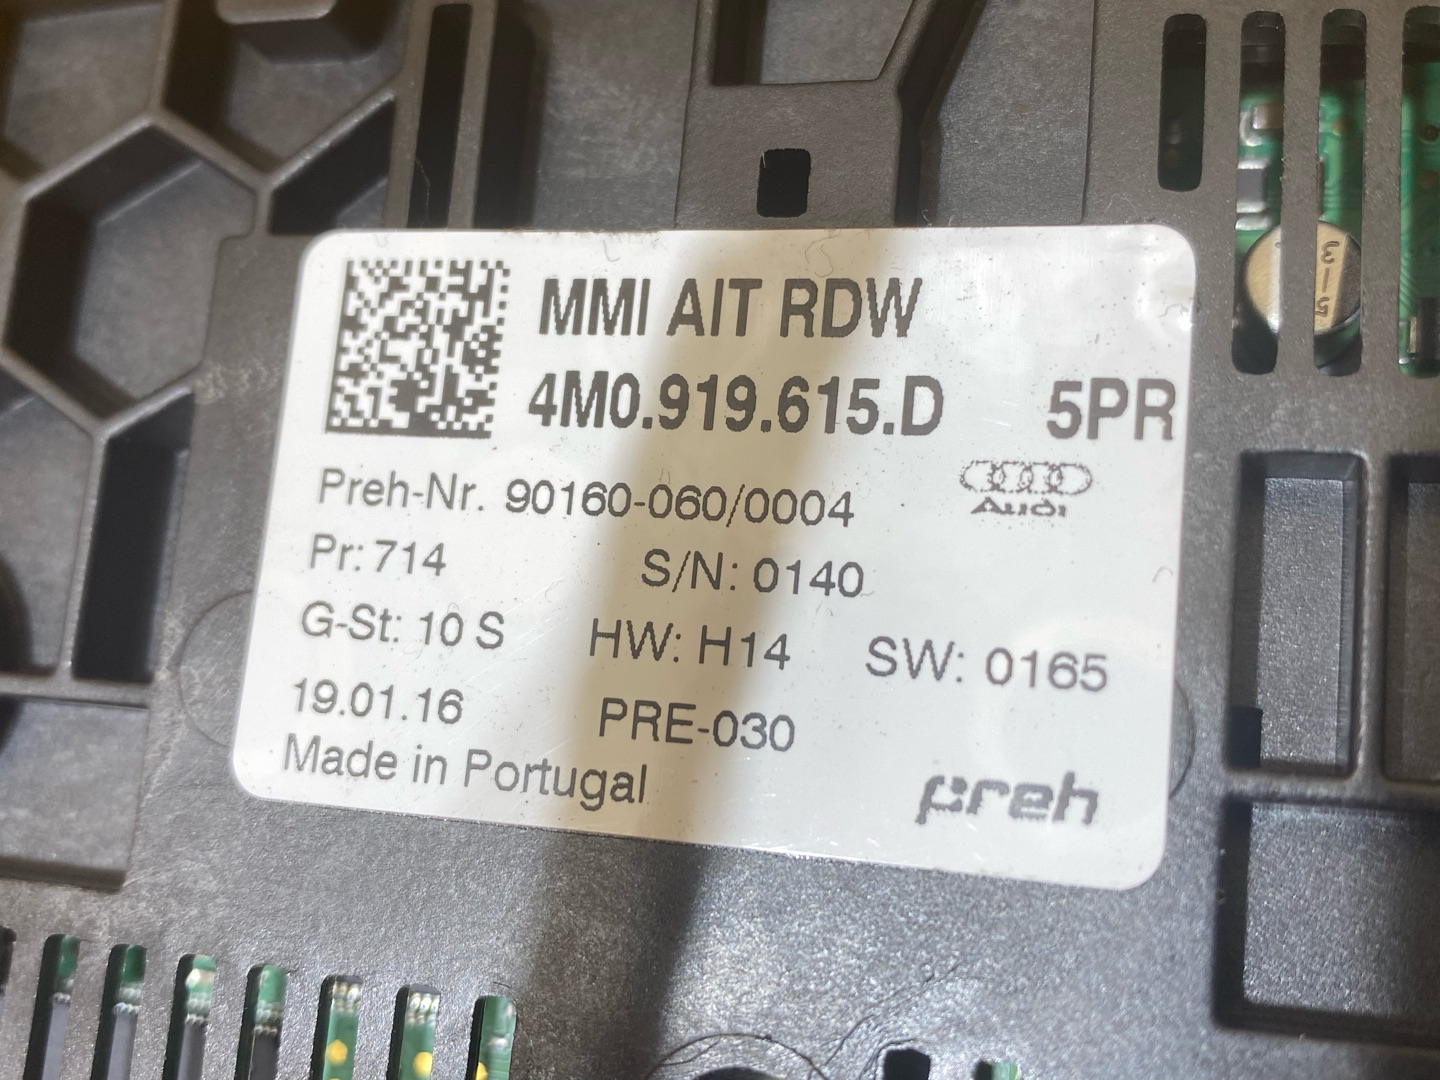 MMI AIT RDW
4M0.919.615.D 5PR
Preh-Nr. 90160-060/0004
Audi
Pr: 714 S/N: 0140
G-St: 10 S HW: H14 SW: 0165
19.01.16 PRE-030
Made in Portugal
preh